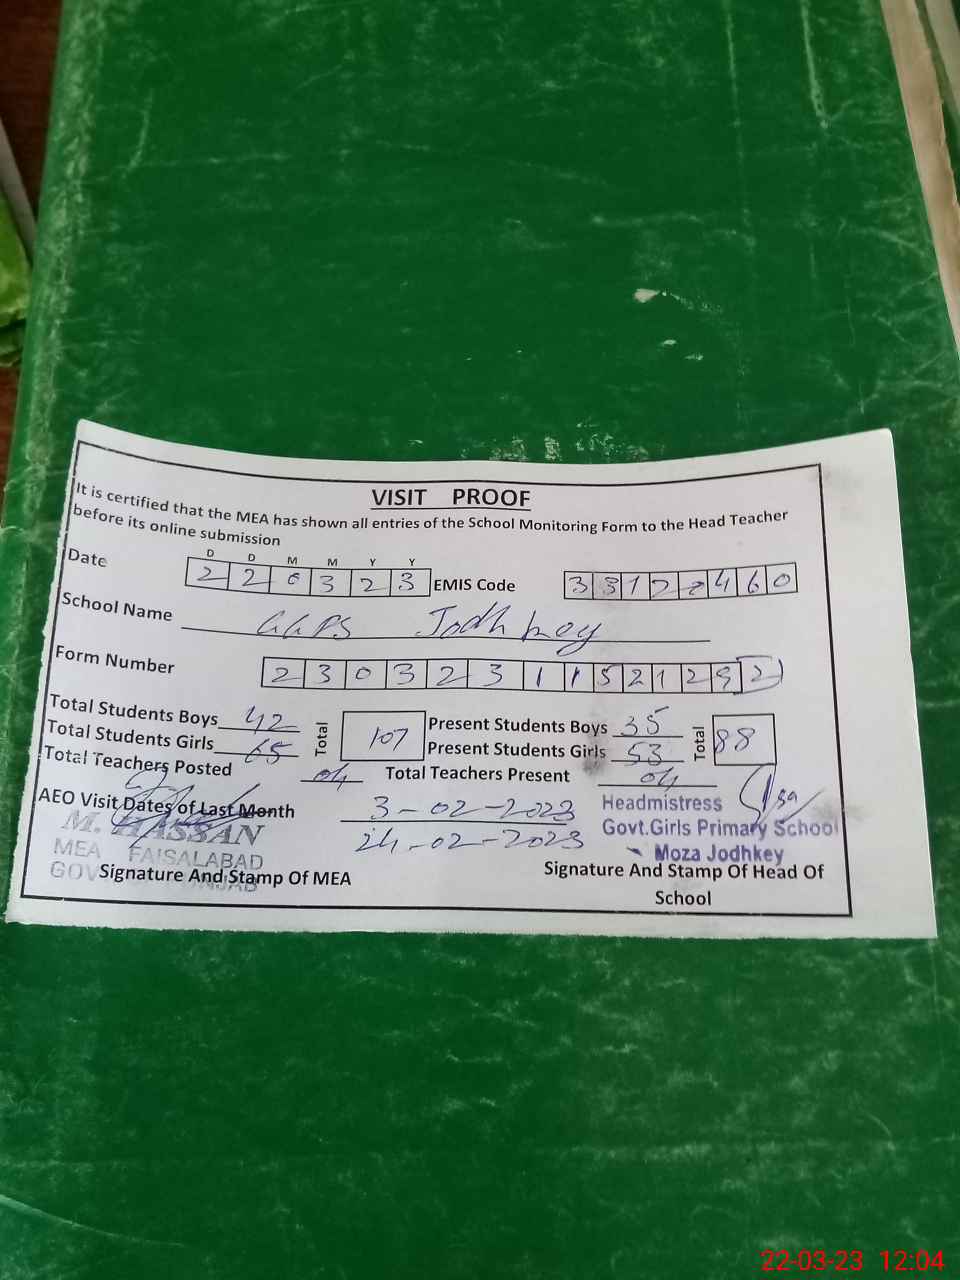 VISIT PROOF
It is certified that the MEA has shown all entries of the School Monitoring Form to the Head Teacher
before its online submission
D D M M Y Y
Date 2 2 0 3 2 3 EMIS Code 3 3 1 2 2 4 6 0
School Name GGPS Jodhkey
Form Number 2 3 0 3 2 3 1 1 5 2 1 2 9 2
Total Students Boys 42 Total 107 Present Students Boys 35 Total 88
Total Students Girls 65 Present Students Girls 53
Total Teachers Posted 04 Total Teachers Present 04
AEO Visit Dates of Last Month 3-02-2023
24-02-2023
M. HASSAN
MEA FAISALABAD
Signature And Stamp Of MEA
Headmistress
Govt.Girls Primary School
Moza Jodhkey
Signature And Stamp Of Head Of
School
22-03-23 12:04